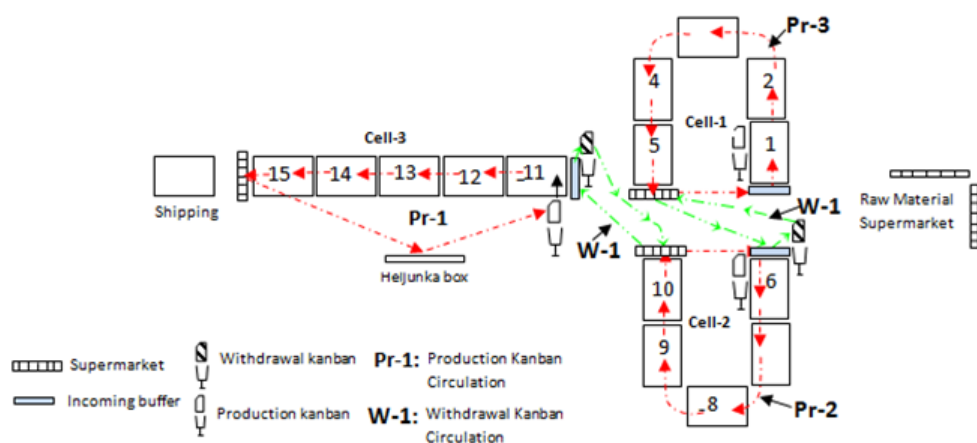 Pr-3
4
2
Cell-1
5
1
Cell-3
15
14
13
12
11
Shipping
Pr-1
W-1
W-1
Raw Material
Supermarket
Heijunka box
10
6
Cell-2
9
8
Pr-2
Supermarket
Withdrawal kanban
Pr-1: Production Kanban
Circulation
Incoming buffer
Production kanban
W-1: Withdrawal Kanban
Circulation